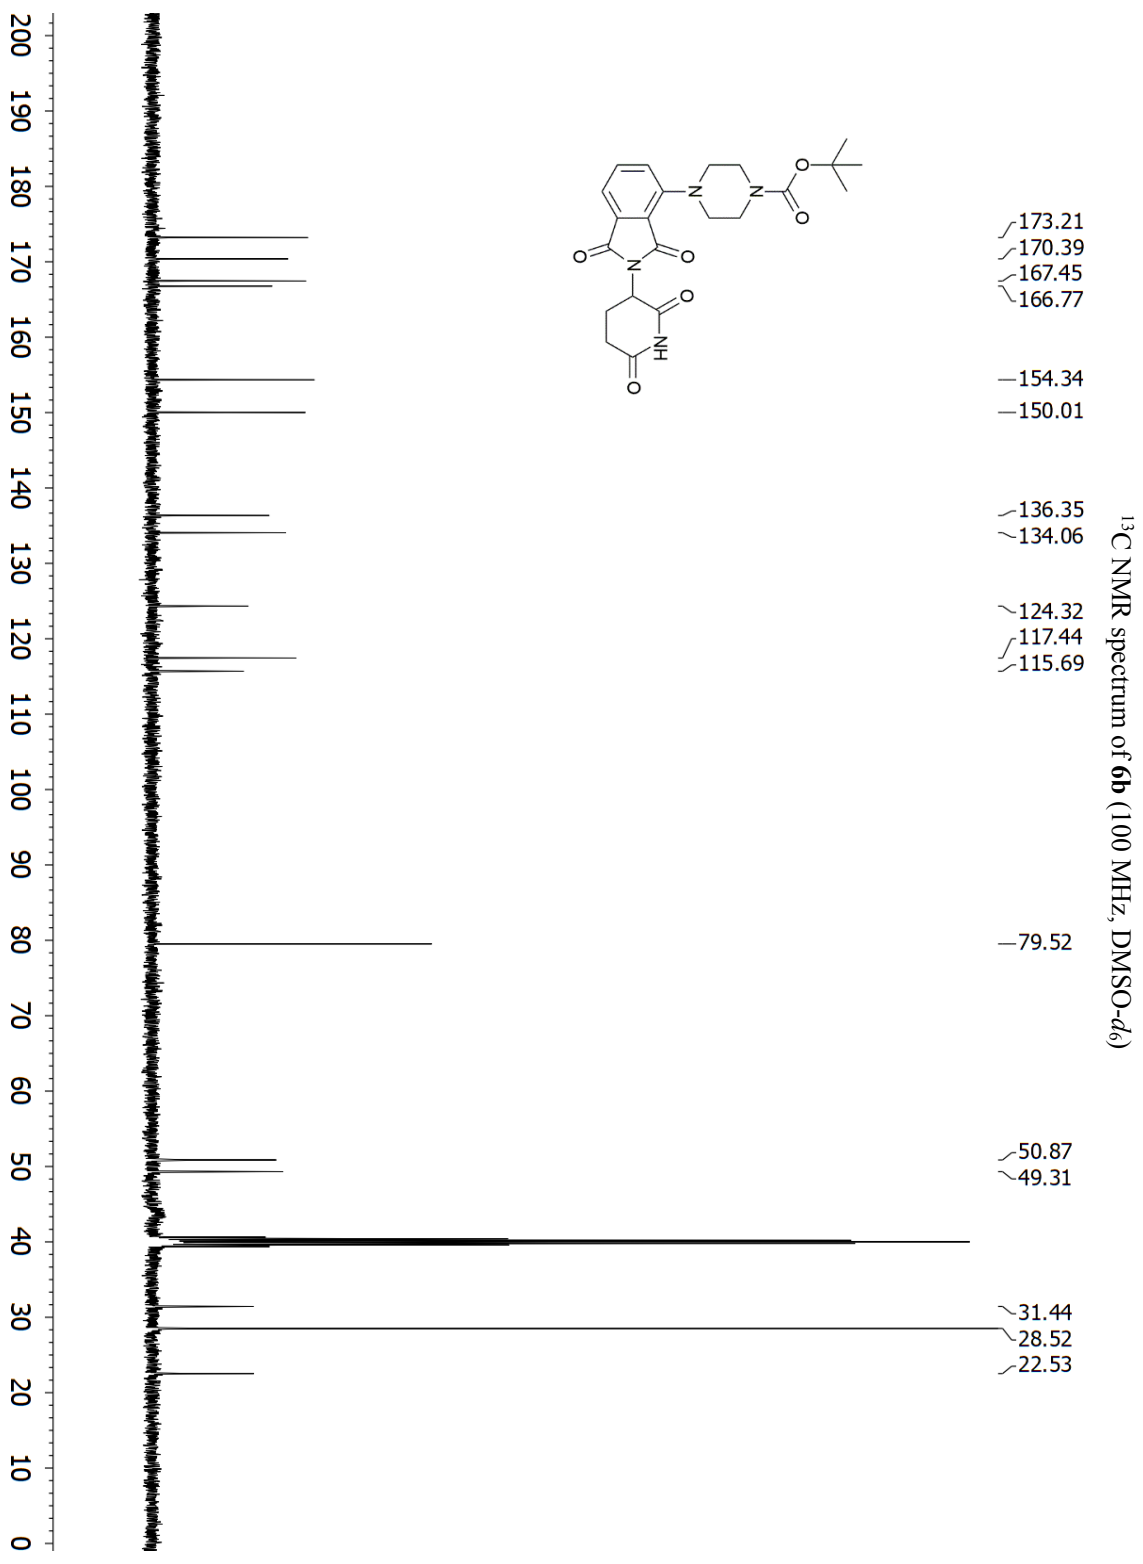 ¹³C NMR spectrum of 6b (100 MHz, DMSO-d₆)
173.21
170.39
167.45
166.77
154.34
150.01
136.35
134.06
124.32
117.44
115.69
79.52
50.87
49.31
31.44
28.52
22.53
O
O
N
N
O
O
N
O
NH
O
200 190 180 170 160 150 140 130 120 110 100 90 80 70 60 50 40 30 20 10 0